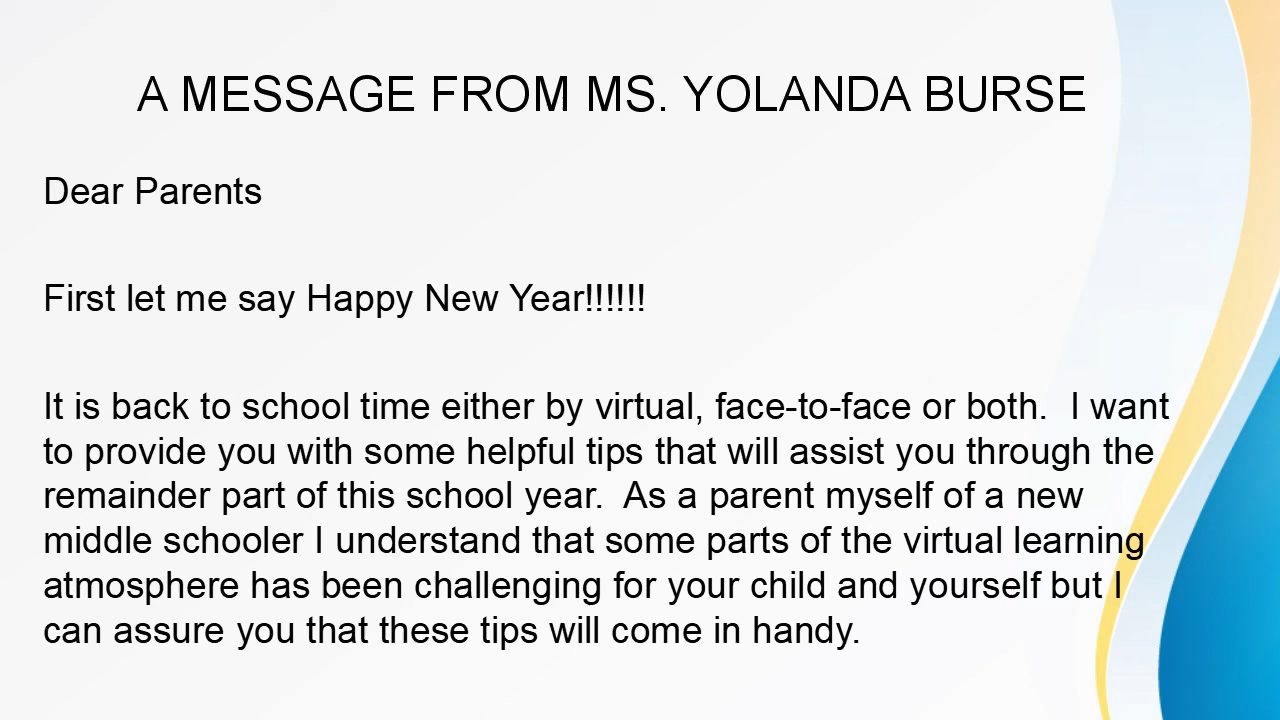 A MESSAGE FROM MS. YOLANDA BURSE
Dear Parents
First let me say Happy New Year!!!!!!
It is back to school time either by virtual, face-to-face or both.  I want
to provide you with some helpful tips that will assist you through the
remainder part of this school year.  As a parent myself of a new
middle schooler I understand that some parts of the virtual learning
atmosphere has been challenging for your child and yourself but I
can assure you that these tips will come in handy.